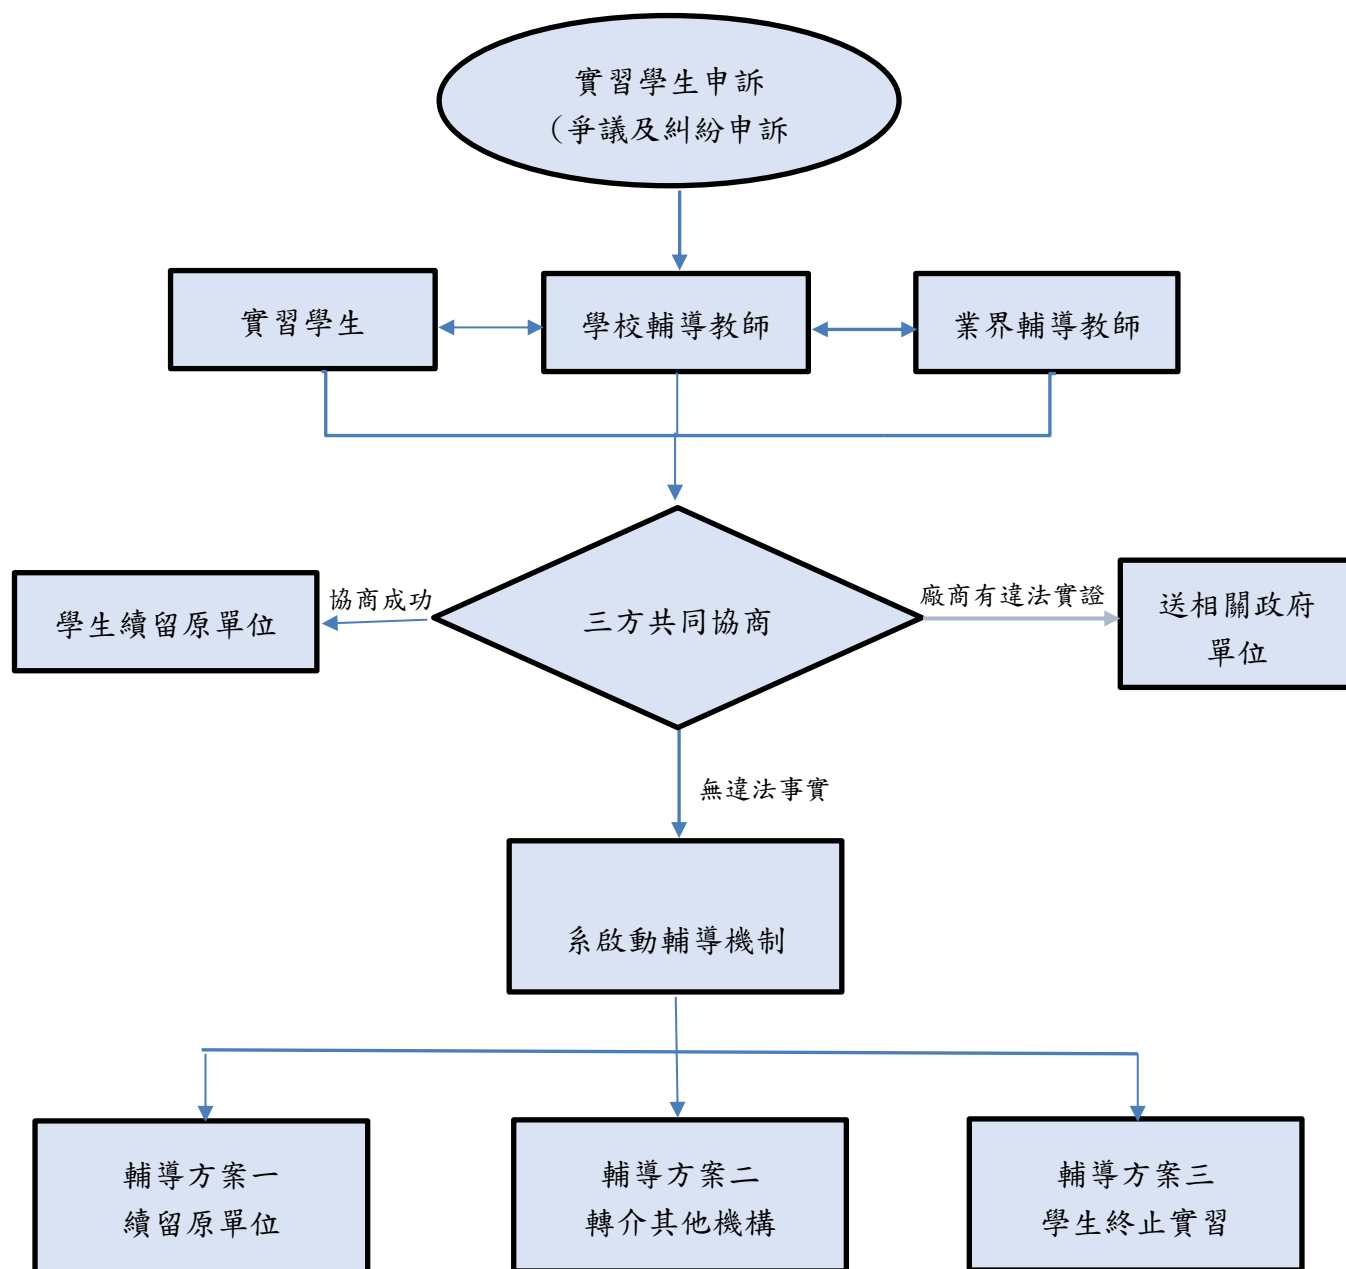 實習學生申訴
（爭議及糾紛申訴
實習學生
學校輔導教師
業界輔導教師
協商成功
廠商有違法實證
學生續留原單位
三方共同協商
送相關政府
單位
無違法事實
系啟動輔導機制
輔導方案一
續留原單位
輔導方案二
轉介其他機構
輔導方案三
學生終止實習